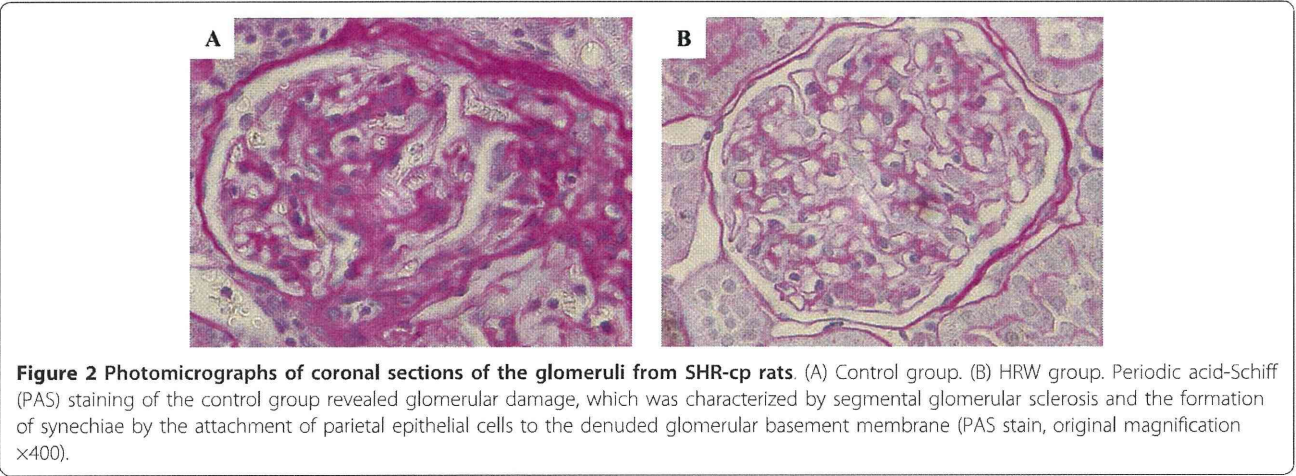 A
B
Figure 2 Photomicrographs of coronal sections of the glomeruli from SHR-cp rats. (A) Control group. (B) HRW group. Periodic acid-Schiff
(PAS) staining of the control group revealed glomerular damage, which was characterized by segmental glomerular sclerosis and the formation
of synechiae by the attachment of parietal epithelial cells to the denuded glomerular basement membrane (PAS stain, original magnification
×400).